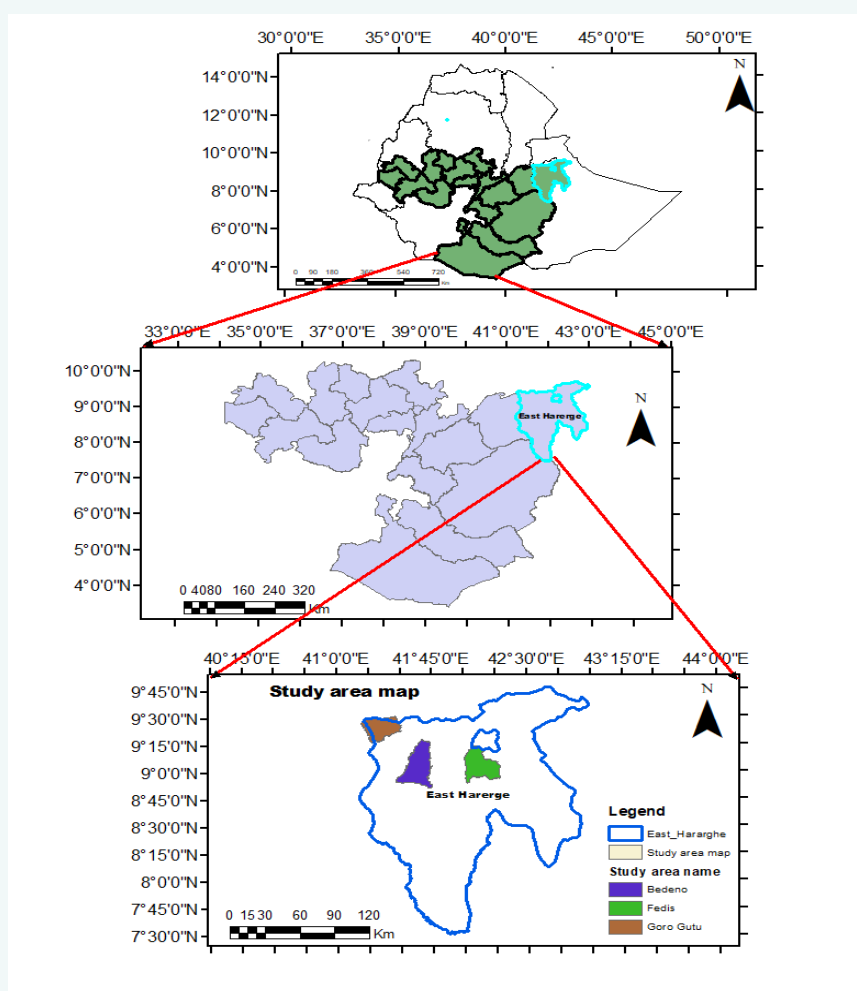 30°0'0"E 35°0'0"E 40°0'0"E 45°0'0"E 50°0'0"E
N
14°0'0"N
12°0'0"N
10°0'0"N
8°0'0"N
6°0'0"N
4°0'0"N
0 90 180 360 540 720
Km
33°0'0"E 35°0'0"E 37°0'0"E 39°0'0"E 41°0'0"E 43°0'0"E 45°0'0"E
10°0'0"N
9°0'0"N
8°0'0"N
7°0'0"N
6°0'0"N
5°0'0"N
4°0'0"N
East Harerge
N
0 4080 160 240 320
Km
40°15'0"E 41°0'0"E 41°45'0"E 42°30'0"E 43°15'0"E 44°0'0"E
Study area map
N
9°45'0"N
9°30'0"N
9°15'0"N
9°0'0"N
8°45'0"N
8°30'0"N
8°15'0"N
8°0'0"N
7°45'0"N
7°30'0"N
East Harerge
Legend
East_Hararghe
Study area map
Study area name
Bedeno
Fedis
Goro Gutu
0 15 30 60 90 120
Km